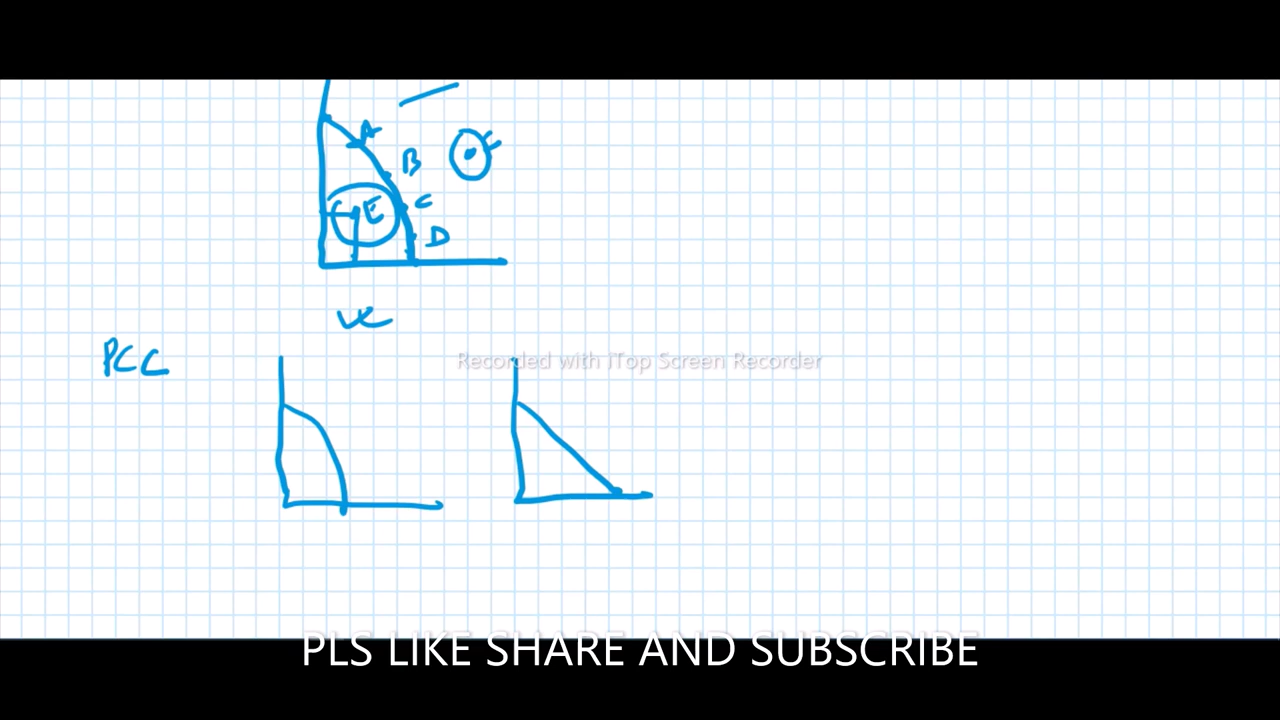 A
B
F
E
C
D
PCC
Recorded with iTop Screen Recorder
PLS LIKE SHARE AND SUBSCRIBE